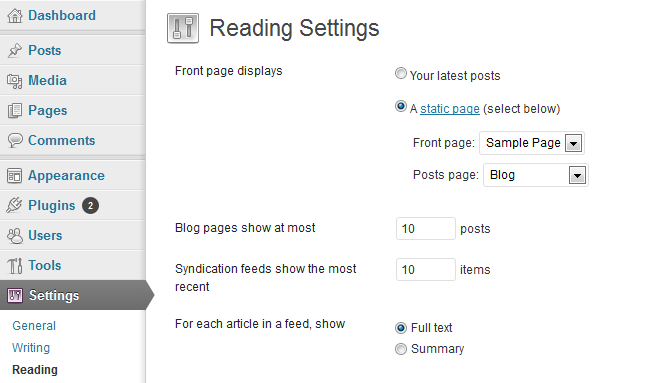 Dashboard
Posts
Media
Pages
Comments
Appearance
Plugins 2
Users
Tools
Settings
General
Writing
Reading
Reading Settings
Front page displays
Your latest posts
A static page (select below)
Front page: Sample Page
Posts page: Blog
Blog pages show at most
10 posts
Syndication feeds show the most
recent
10 items
For each article in a feed, show
Full text
Summary